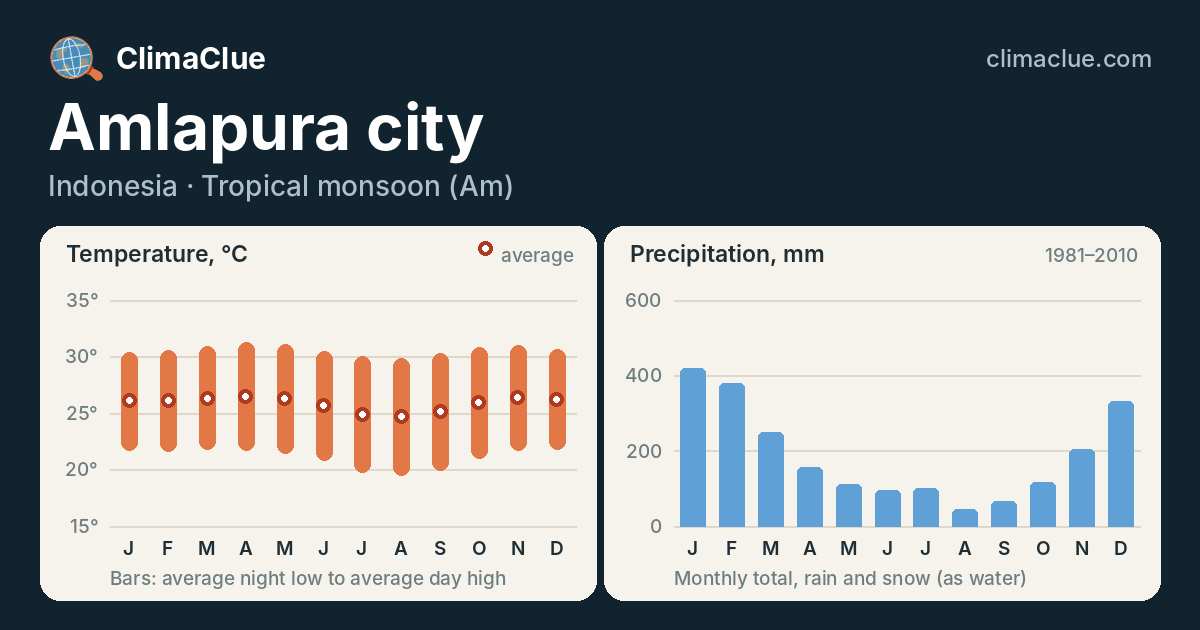 ClimaClue
climaclue.com
Amlapura city
Indonesia · Tropical monsoon (Am)
Temperature, °C
average
35°
30°
25°
20°
15°
J F M A M J J A S O N D
Bars: average night low to average day high
Precipitation, mm
1981–2010
600
400
200
0
J F M A M J J A S O N D
Monthly total, rain and snow (as water)